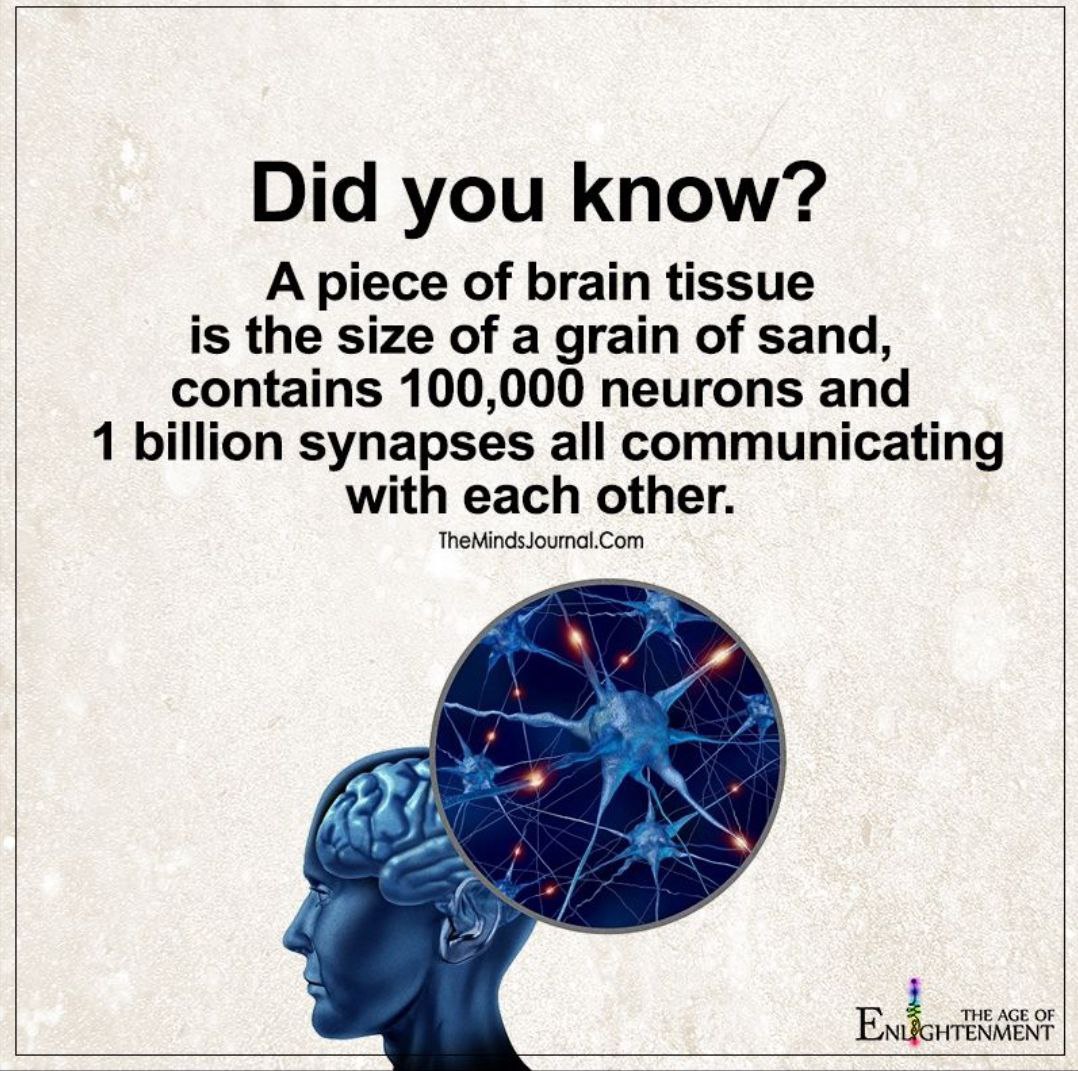 Did you know?
A piece of brain tissue
is the size of a grain of sand,
contains 100,000 neurons and
1 billion synapses all communicating
with each other.
TheMindsJournal.Com
THE AGE OF
ENLIGHTENMENT